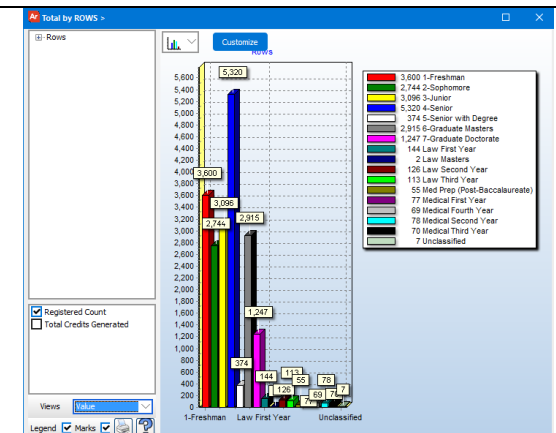 Ar Total by ROWS >
Rows
Customize
Rows
5,600
5,400
5,200
5,000
4,800
4,600
4,400
4,200
4,000
3,800
3,600
3,400
3,200
3,000
2,800
2,600
2,400
2,200
2,000
1,800
1,600
1,400
1,200
1,000
800
600
400
200
0
5,320
3,600
3,096
2,744
2,915
1,247
374
144
113
126
55
77
69
78
70
7
1-Freshman Law First Year Unclassified
3,600 1-Freshman
2,744 2-Sophomore
3,096 3-Junior
5,320 4-Senior
374 5-Senior with Degree
2,915 6-Graduate Masters
1,247 7-Graduate Doctorate
144 Law First Year
2 Law Masters
126 Law Second Year
113 Law Third Year
55 Med Prep (Post-Baccalaureate)
77 Medical First Year
69 Medical Fourth Year
78 Medical Second Year
70 Medical Third Year
7 Unclassified
Registered Count
Total Credits Generated
Views Value
Legend Marks